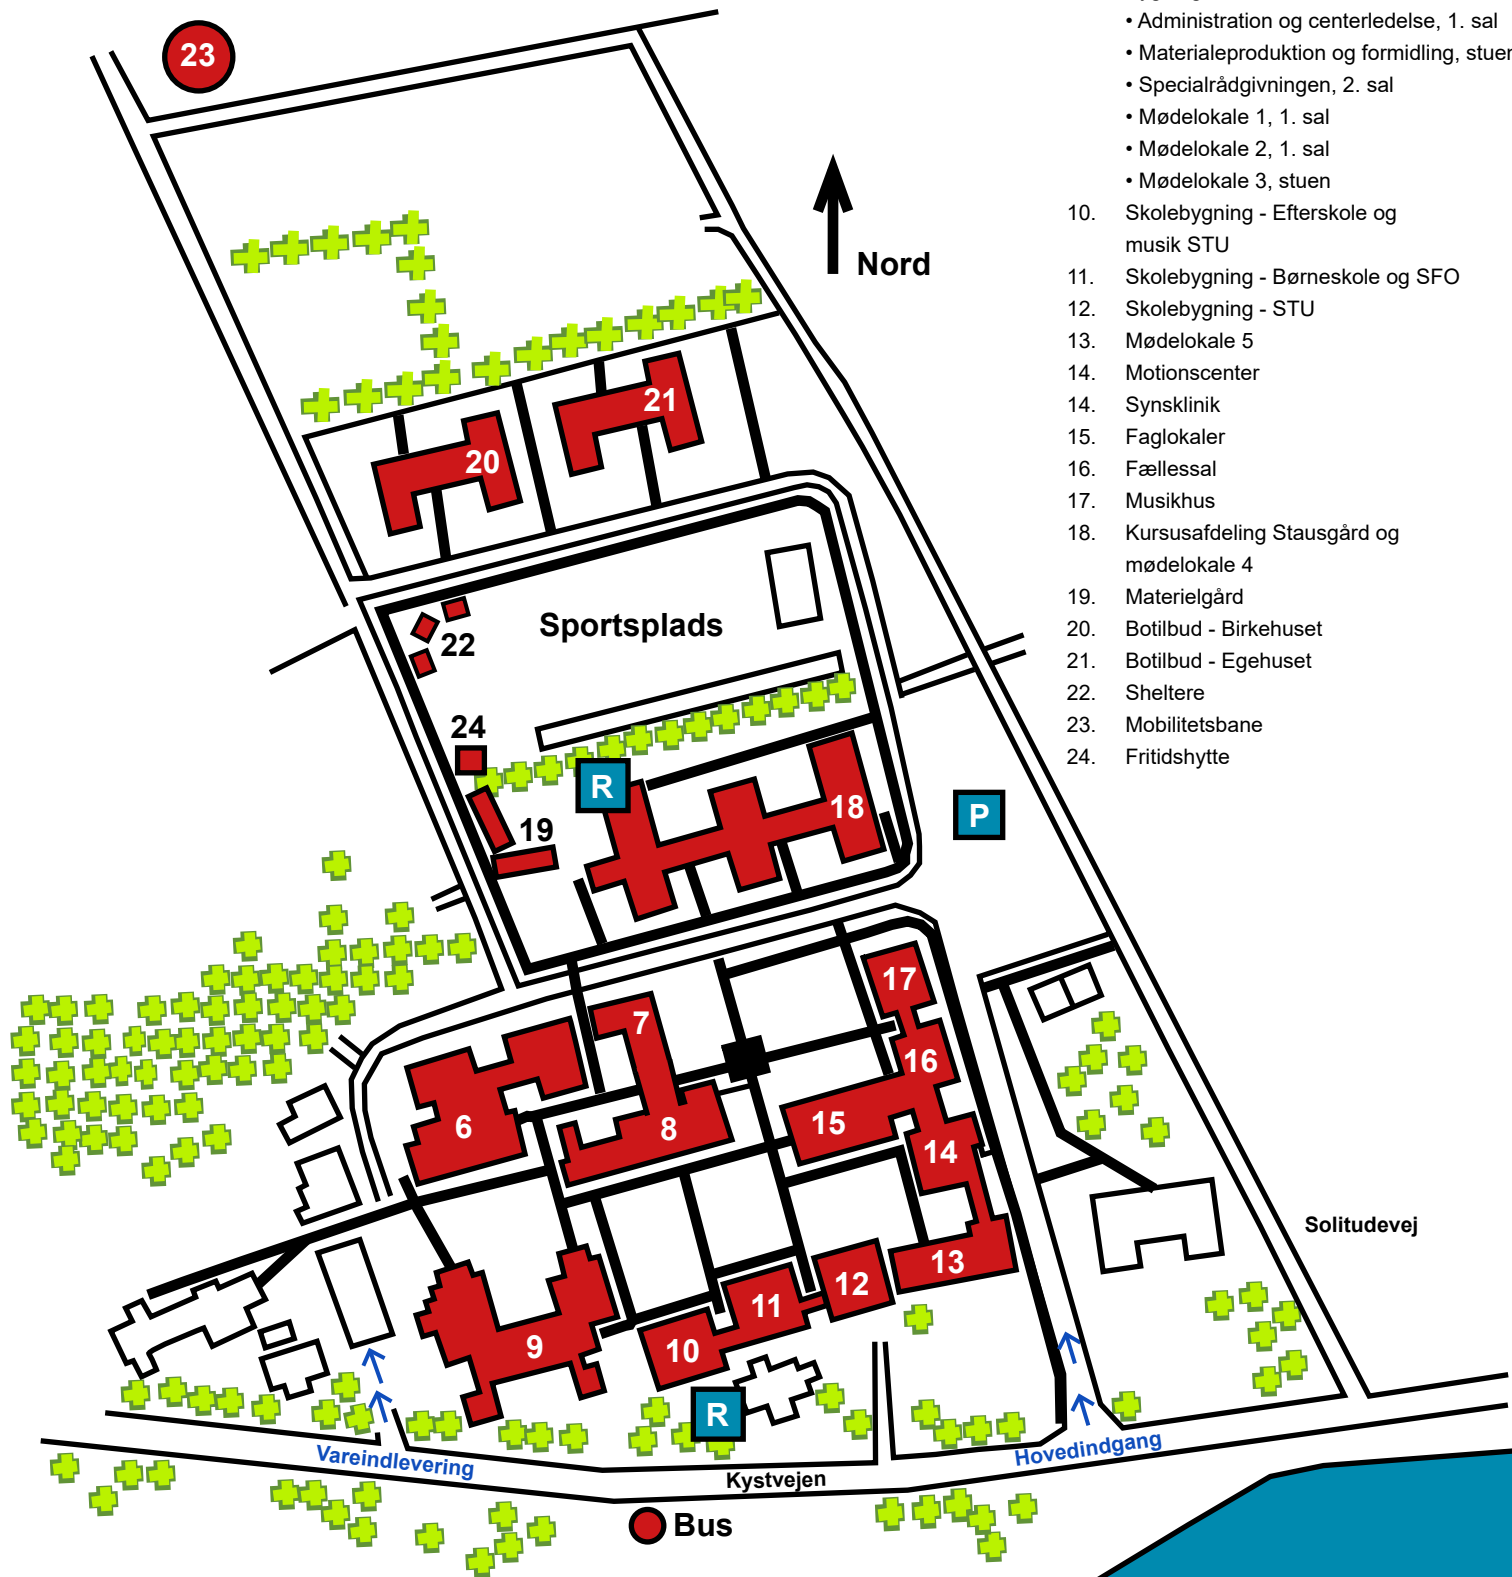 • Administration og centerledelse, 1. sal
• Materialeproduktion og formidling, stuen
• Specialrådgivningen, 2. sal
• Mødelokale 1, 1. sal
• Mødelokale 2, 1. sal
• Mødelokale 3, stuen
10. Skolebygning - Efterskole og
musik STU
11. Skolebygning - Børneskole og SFO
12. Skolebygning - STU
13. Mødelokale 5
14. Motionscenter
14. Synsklinik
15. Faglokaler
16. Fællessal
17. Musikhus
18. Kursusafdeling Stausgård og
mødelokale 4
19. Materielgård
20. Botilbud - Birkehuset
21. Botilbud - Egehuset
22. Sheltere
23. Mobilitetsbane
24. Fritidshytte
23
Nord
21
20
Sportsplads
22
24
R
18
P
19
17
7
16
6
8
15
14
Solitudevej
13
12
11
9
10
R
Vareindlevering
Hovedindgang
Kystvejen
Bus